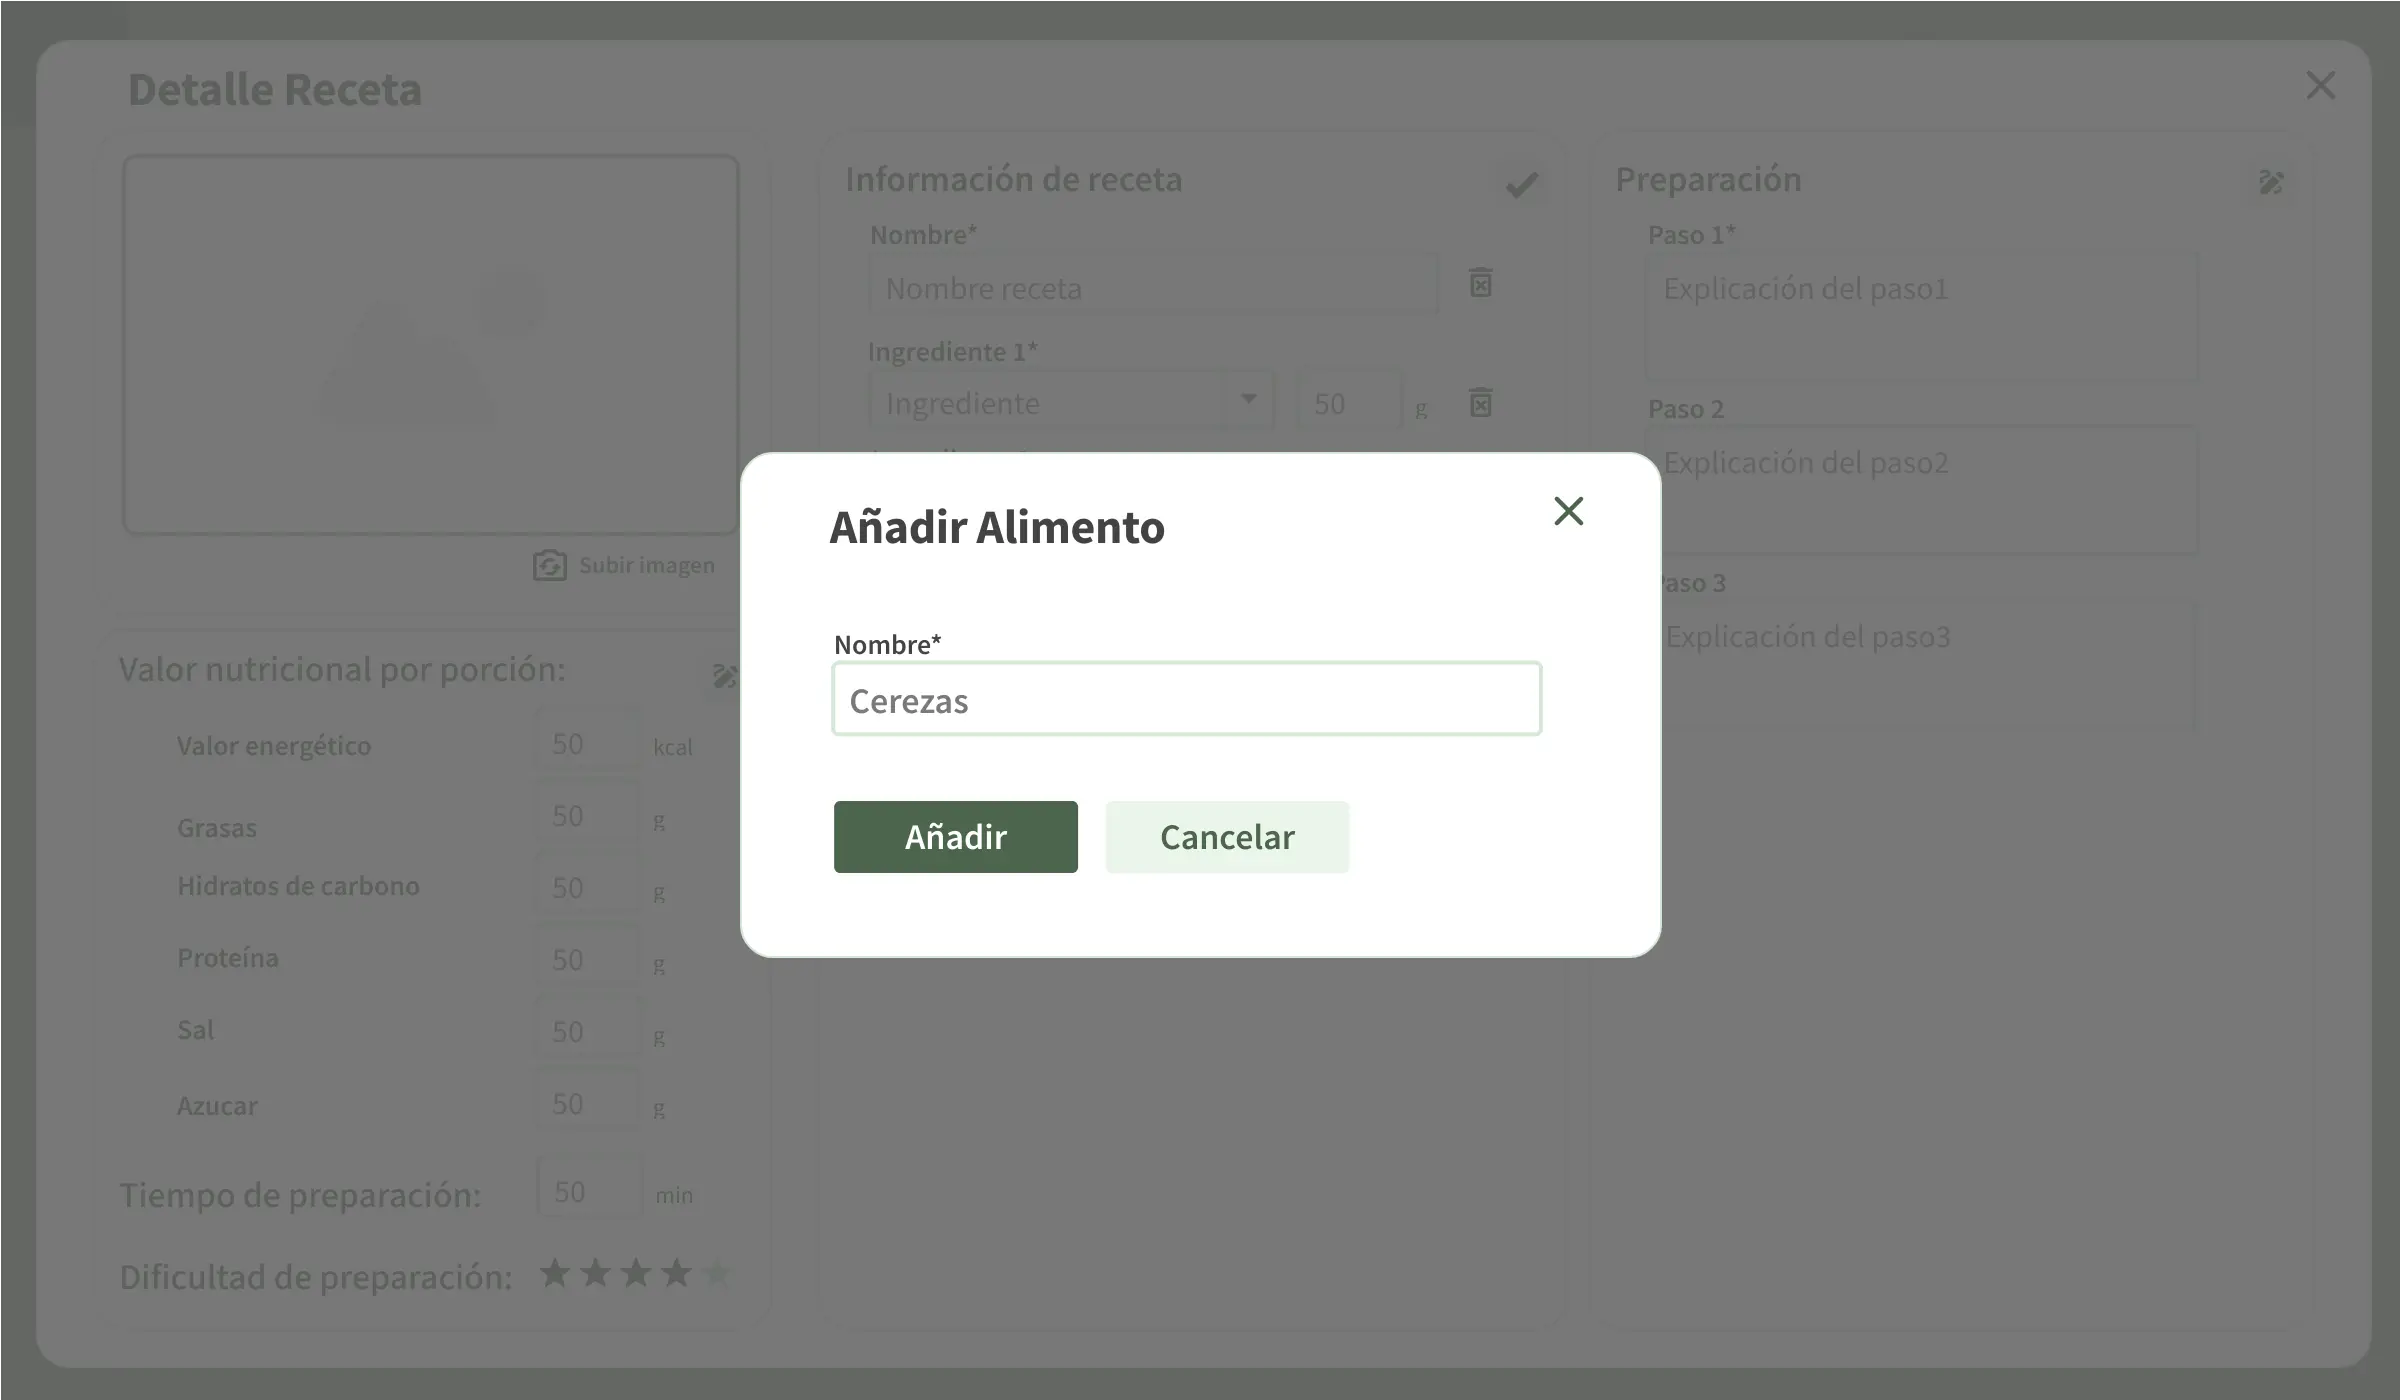 Detalle Receta
Subir imagen
Valor nutricional por porción:
Valor energético 50 kcal
Grasas 50 g
Hidratos de carbono 50 g
Proteína 50 g
Sal 50 g
Azucar 50 g
Tiempo de preparación: 50 min
Dificultad de preparación:
Información de receta
Nombre*
Nombre receta
Ingrediente 1*
Ingrediente 50 g
Preparación
Paso 1*
Explicación del paso1
Paso 2
Explicación del paso2
Paso 3
Explicación del paso3
Añadir Alimento
Nombre*
Cerezas
Añadir Cancelar